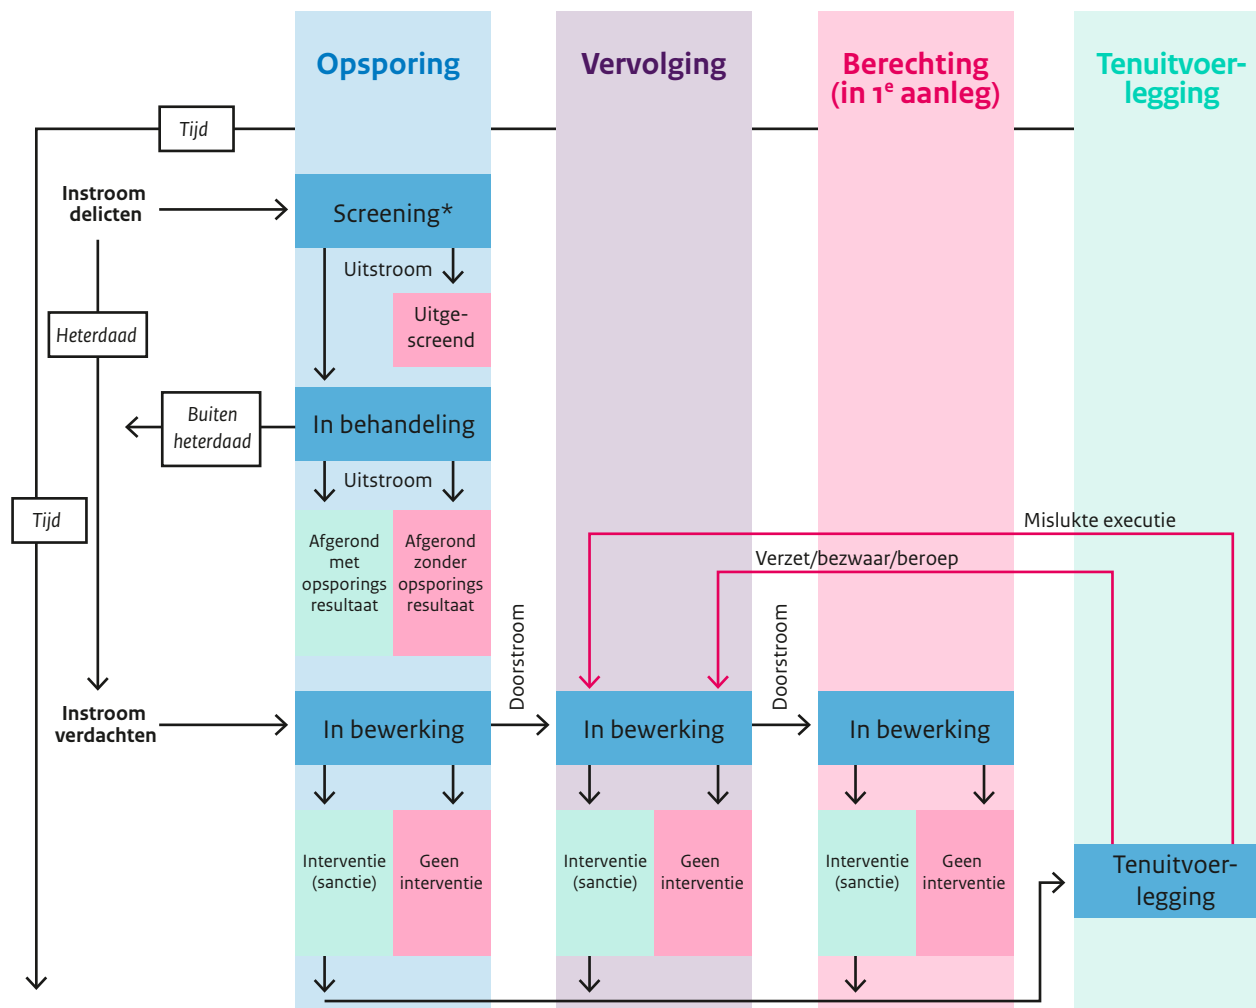 Opsporing
Vervolging
Berechting
(in 1e aanleg)
Tenuitvoer-
legging
Tijd
Instroom
delicten
Screening*
Uitstroom
Uitge-
screend
Heterdaad
Buiten
heterdaad
In behandeling
Uitstroom
Tijd
Afgerond
met
opsporings
resultaat
Afgerond
zonder
opsporings
resultaat
Mislukte executie
Verzet/bezwaar/beroep
Doorstroom
Doorstroom
Instroom
verdachten
In bewerking
In bewerking
In bewerking
Interventie
(sanctie)
Geen
interventie
Interventie
(sanctie)
Geen
interventie
Interventie
(sanctie)
Geen
interventie
Tenuitvoer-
legging